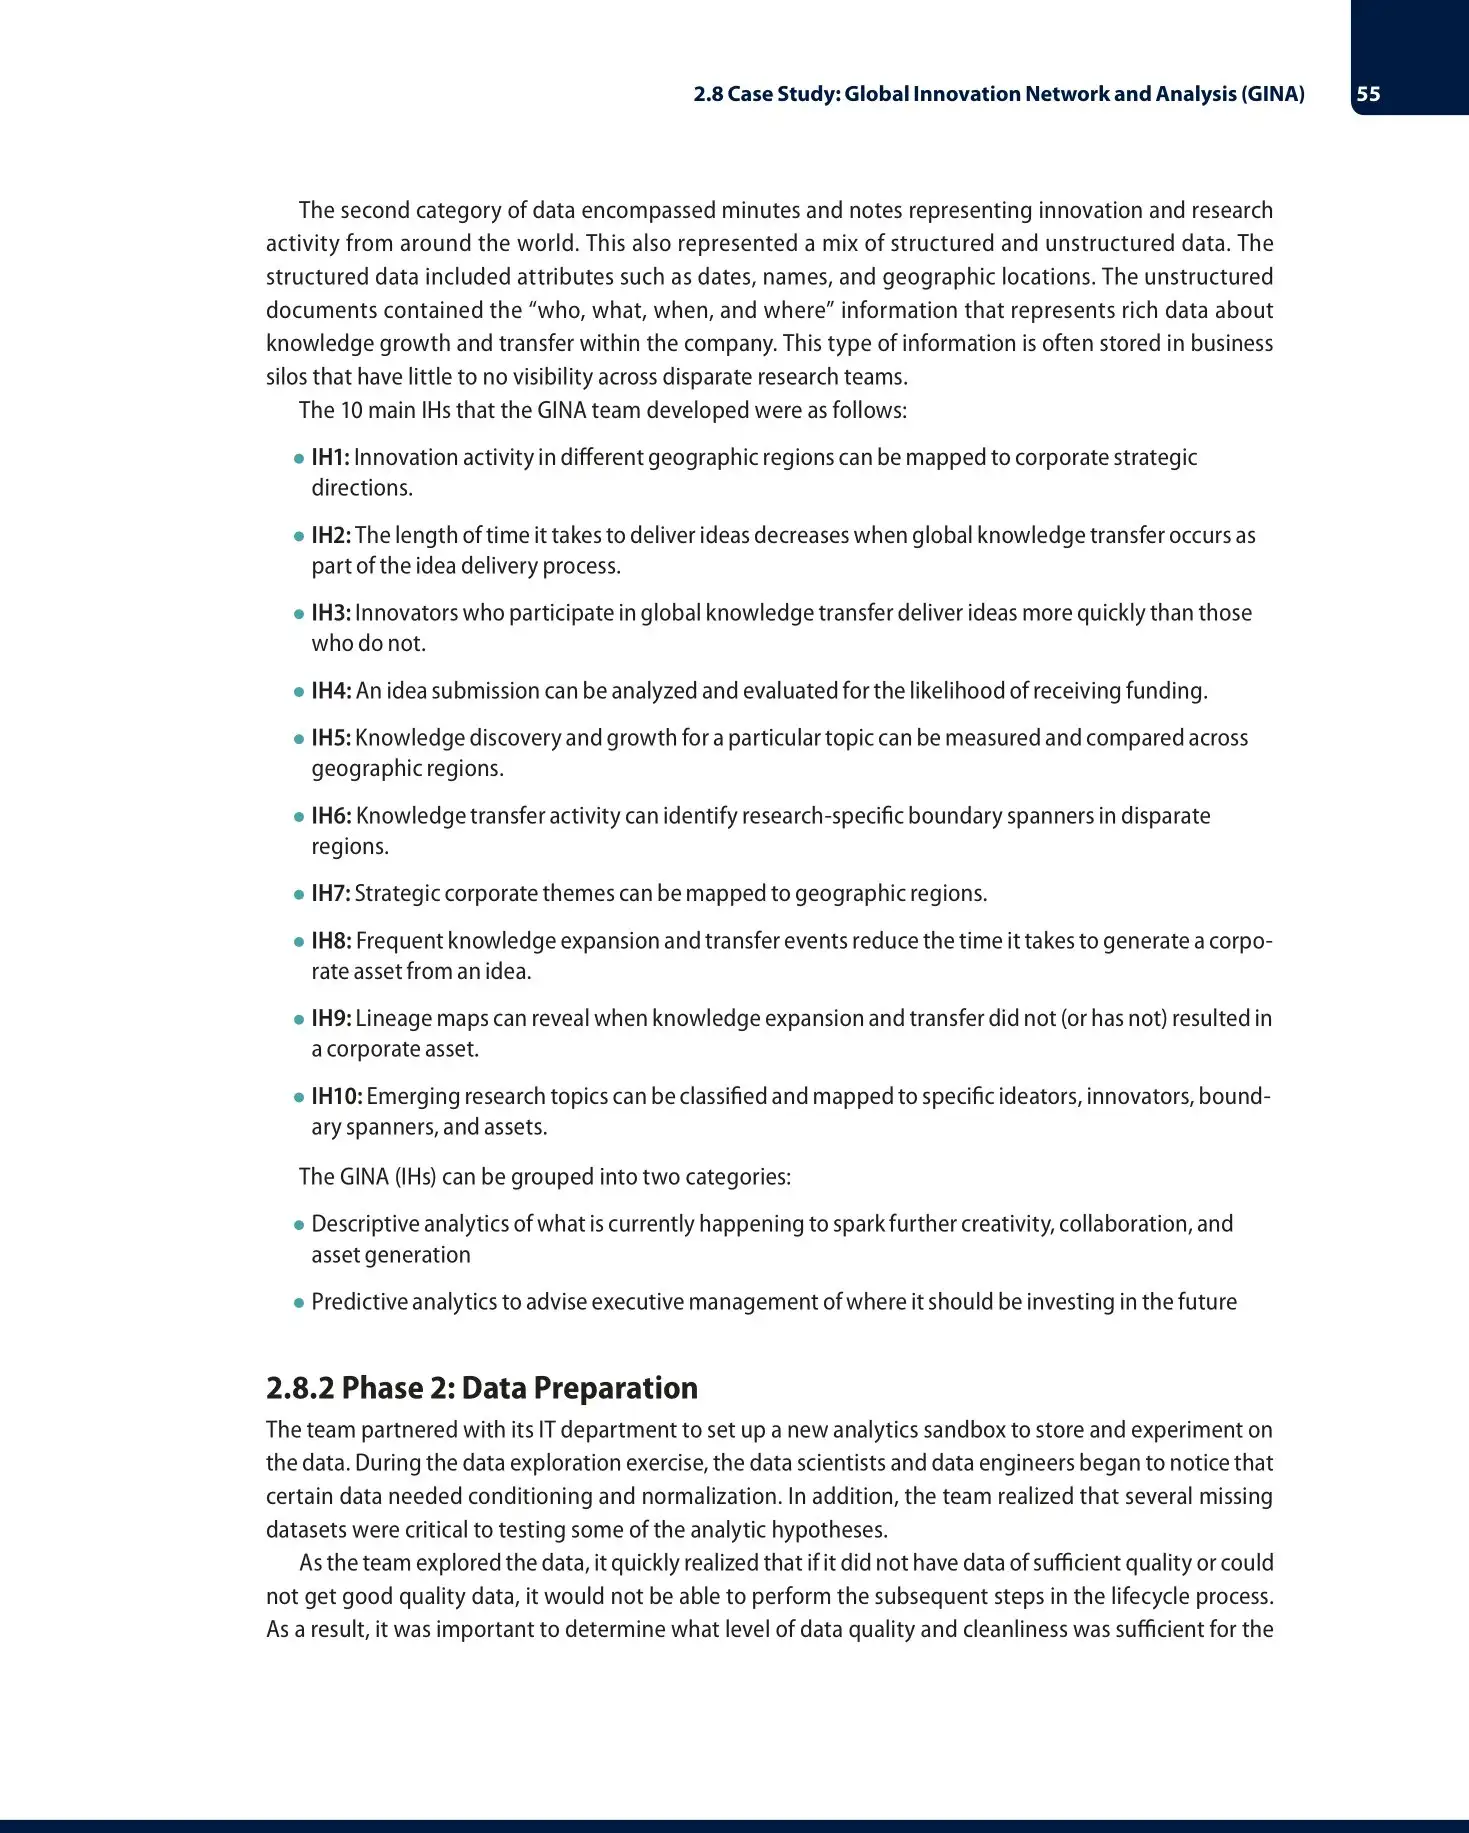 2.8 Case Study: Global Innovation Network and Analysis (GINA)
55
The second category of data encompassed minutes and notes representing innovation and research
activity from around the world. This also represented a mix of structured and unstructured data. The
structured data included attributes such as dates, names, and geographic locations. The unstructured
documents contained the “who, what, when, and where” information that represents rich data about
knowledge growth and transfer within the company. This type of information is often stored in business
silos that have little to no visibility across disparate research teams.
The 10 main IHs that the GINA team developed were as follows:
● IH1: Innovation activity in different geographic regions can be mapped to corporate strategic
directions.
● IH2: The length of time it takes to deliver ideas decreases when global knowledge transfer occurs as
part of the idea delivery process.
● IH3: Innovators who participate in global knowledge transfer deliver ideas more quickly than those
who do not.
● IH4: An idea submission can be analyzed and evaluated for the likelihood of receiving funding.
● IH5: Knowledge discovery and growth for a particular topic can be measured and compared across
geographic regions.
● IH6: Knowledge transfer activity can identify research-specific boundary spanners in disparate
regions.
● IH7: Strategic corporate themes can be mapped to geographic regions.
● IH8: Frequent knowledge expansion and transfer events reduce the time it takes to generate a corpo-
rate asset from an idea.
● IH9: Lineage maps can reveal when knowledge expansion and transfer did not (or has not) resulted in
a corporate asset.
● IH10: Emerging research topics can be classified and mapped to specific ideators, innovators, bound-
ary spanners, and assets.
The GINA (IHs) can be grouped into two categories:
● Descriptive analytics of what is currently happening to spark further creativity, collaboration, and
asset generation
● Predictive analytics to advise executive management of where it should be investing in the future
2.8.2 Phase 2: Data Preparation
The team partnered with its IT department to set up a new analytics sandbox to store and experiment on
the data. During the data exploration exercise, the data scientists and data engineers began to notice that
certain data needed conditioning and normalization. In addition, the team realized that several missing
datasets were critical to testing some of the analytic hypotheses.
As the team explored the data, it quickly realized that if it did not have data of sufficient quality or could
not get good quality data, it would not be able to perform the subsequent steps in the lifecycle process.
As a result, it was important to determine what level of data quality and cleanliness was sufficient for the